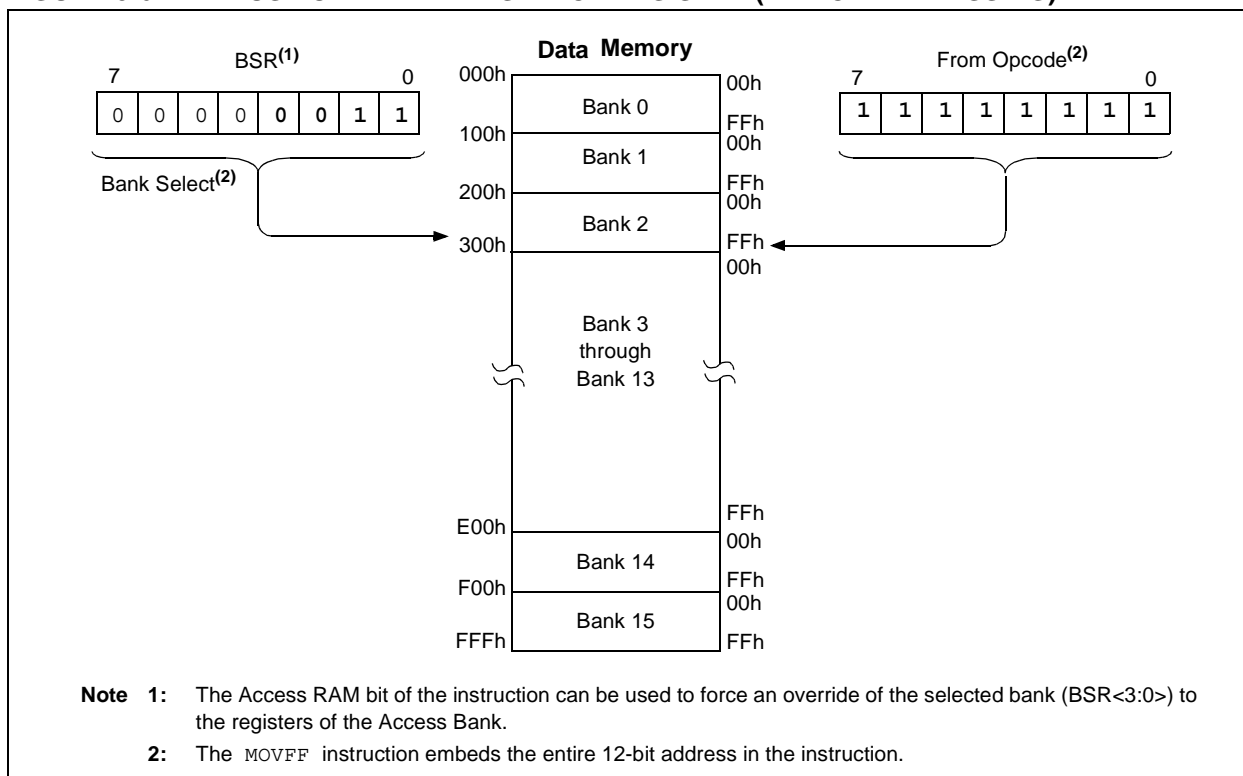 BSR(1)
7 0
0 0 0 0 0 0 1 1
Bank Select(2)
Data Memory
000h
100h
200h
300h
E00h
F00h
FFFh
Bank 0
Bank 1
Bank 2
Bank 3
through
Bank 13
Bank 14
Bank 15
00h
FFh
00h
FFh
00h
FFh
00h
FFh
00h
FFh
00h
FFh
From Opcode(2)
7 0
1 1 1 1 1 1 1 1
Note 1: The Access RAM bit of the instruction can be used to force an override of the selected bank (BSR<3:0>) to
the registers of the Access Bank.
2: The MOVFF instruction embeds the entire 12-bit address in the instruction.